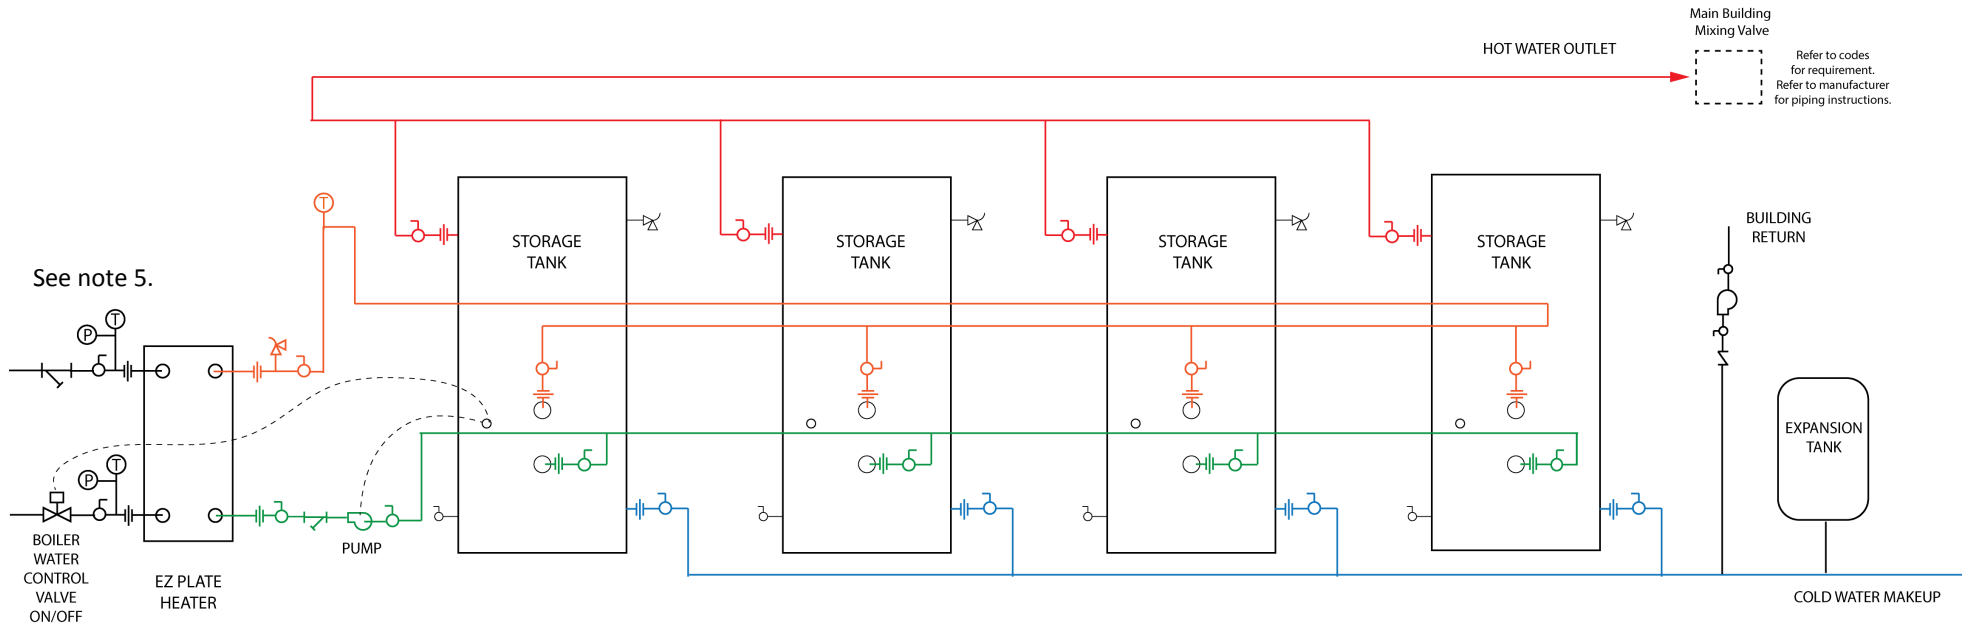 Main Building
Mixing Valve
HOT WATER OUTLET
Refer to codes
for requirement.
Refer to manufacturer
for piping instructions.
BUILDING
RETURN
STORAGE
TANK
STORAGE
TANK
STORAGE
TANK
STORAGE
TANK
T
See note 5.
T
P
EXPANSION
TANK
T
P
BOILER
WATER
CONTROL
VALVE
ON/OFF
PUMP
EZ PLATE
HEATER
COLD WATER MAKEUP